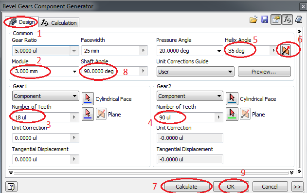 Bevel Gears Component Generator
Design
Calculation
1
Common
Gear Ratio
Facewidth
Pressure Angle
Helix Angle
5
6
5.0000 ul
25 mm
20.0000 deg
35 deg
Module
2
Shaft Angle
Unit Corrections Guide
3.000 mm
90.0000 deg
8
User
Preview...
Gear1
Gear2
Component
Cylindrical Face
Component
Cylindrical Face
Number of Teeth
Plane
Number of Teeth
Plane
18 ul
3
4
90 ul
Unit Correction
Unit Correction
0.0000 ul
-0.0000 ul
Tangential Displacement
Tangential Displacement
0.0000 ul
-0.0000 ul
9
7
Calculate
OK
Cancel
>>